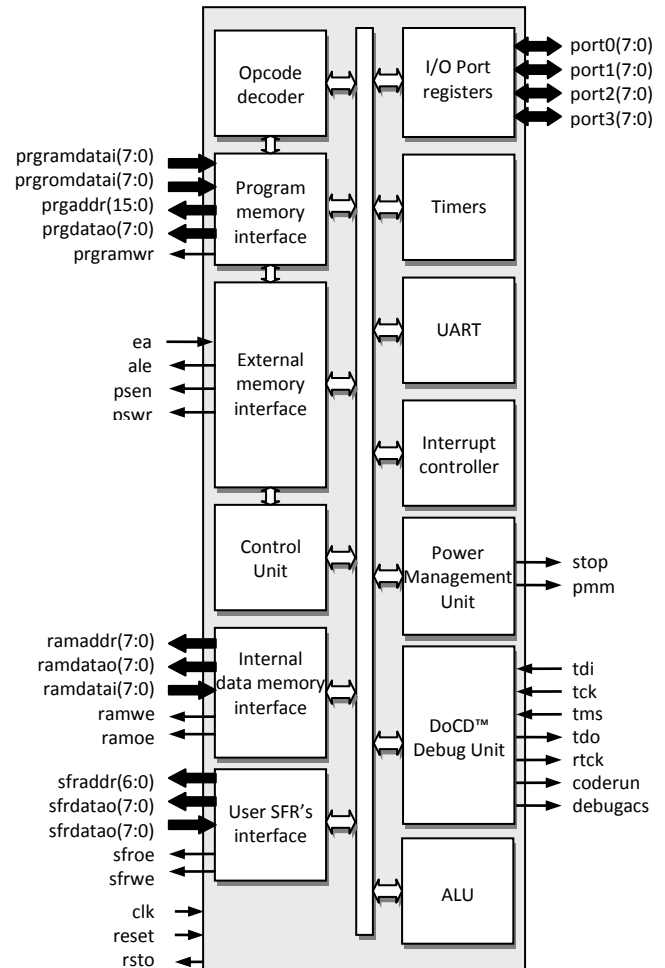 Opcode
decoder
I/O Port
registers
port0(7:0)
port1(7:0)
port2(7:0)
port3(7:0)
prgramdatai(7:0)
prgromdatai(7:0)
prgaddr(15:0)
prgdatao(7:0)
prgramwr
Program
memory
interface
Timers
ea
ale
psen
pswr
External
memory
interface
UART
Interrupt
controller
Control
Unit
Power
Management
Unit
stop
pmm
ramaddr(7:0)
ramdatao(7:0)
ramdatai(7:0)
ramwe
ramoe
Internal
data memory
interface
DoCD™
Debug Unit
tdi
tck
tms
tdo
rtck
coderun
debugacs
sfraddr(6:0)
sfrdatao(7:0)
sfrdatao(7:0)
sfroe
sfrwe
User SFR's
interface
ALU
clk
reset
rsto